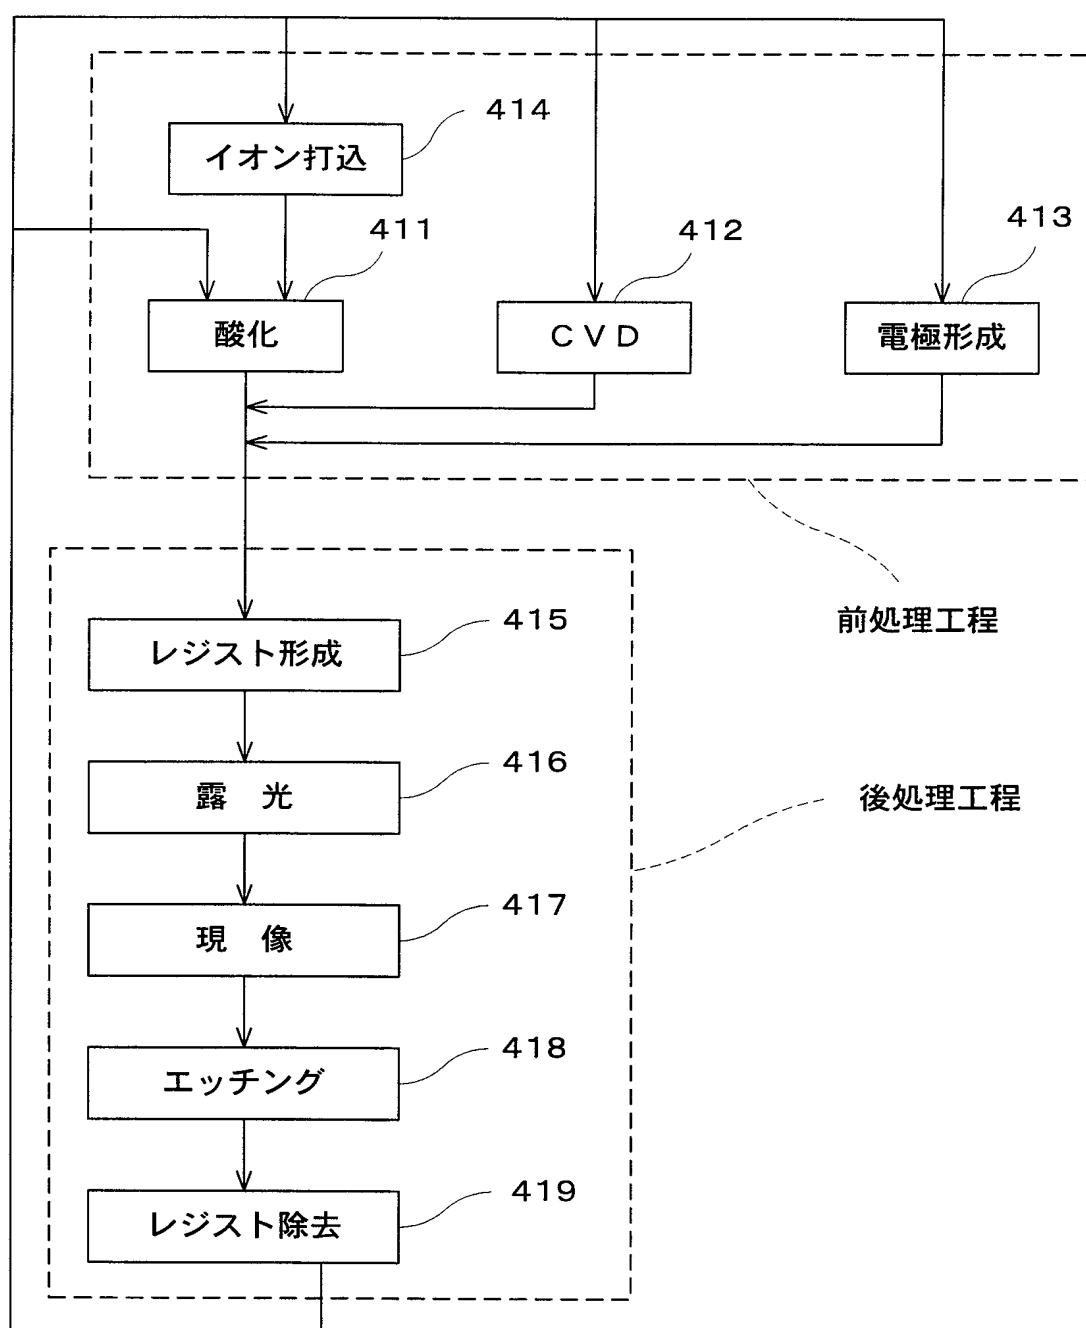 414
イオン打込
411
412
413
酸化
CVD
電極形成
前処理工程
415
レジスト形成
416
露 光
後処理工程
417
現 像
418
エッチング
419
レジスト除去